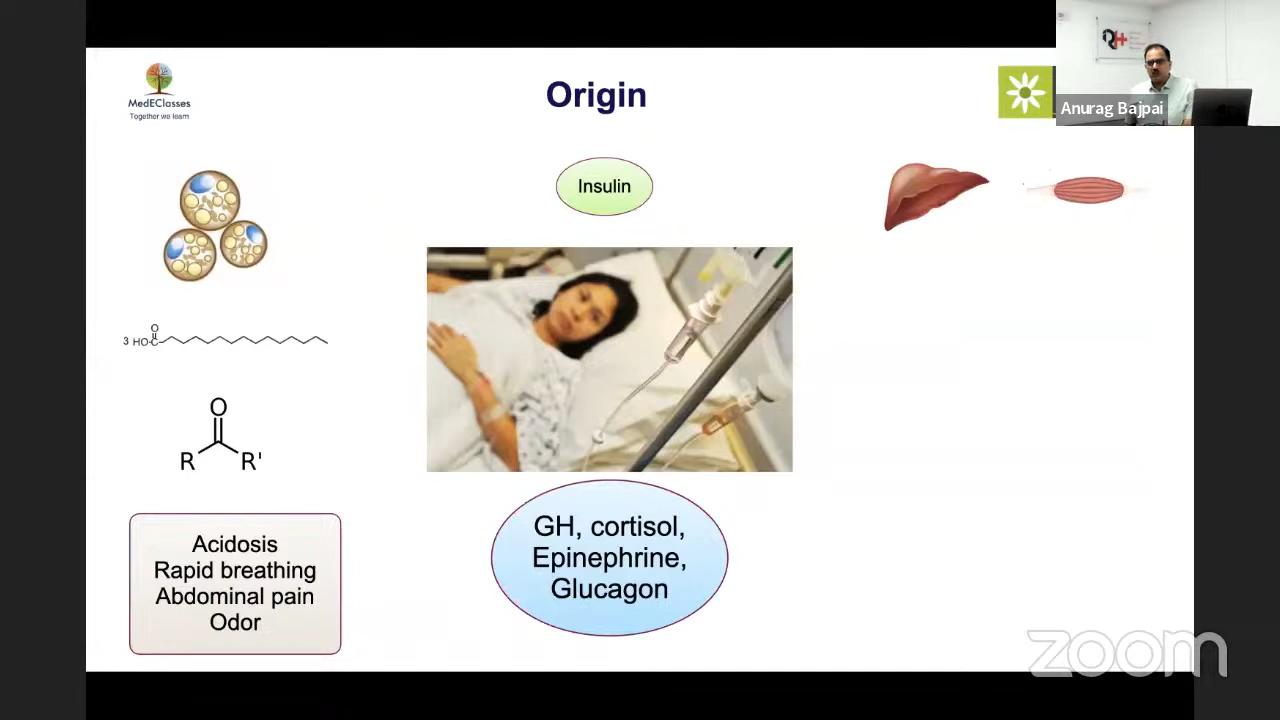 MedEClasses
Together we learn
Origin
Anurag Bajpai
Insulin
3 HO-C
O
O
R R'
GH, cortisol,
Epinephrine,
Glucagon
Acidosis
Rapid breathing
Abdominal pain
Odor
zoom